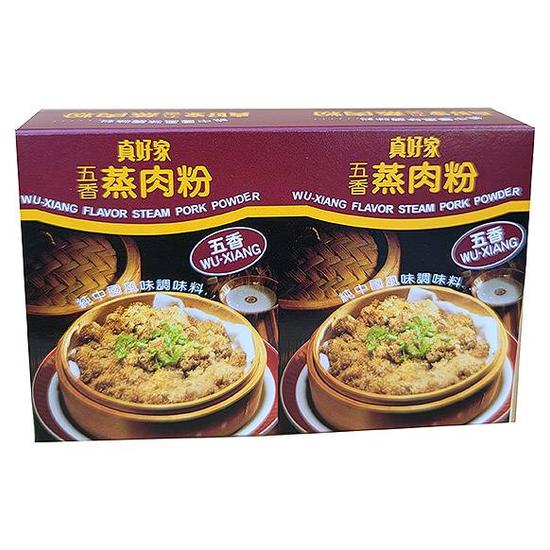 真好家
五香蒸肉粉
WU-XIANG FLAVOR STEAM PORK POWDER
五香
WU-XIANG
純中國風味調味料...
真好家
五香蒸肉粉
WU-XIANG FLAVOR STEAM PORK POWDER
五香
WU-XIANG
純中國風味調味料...